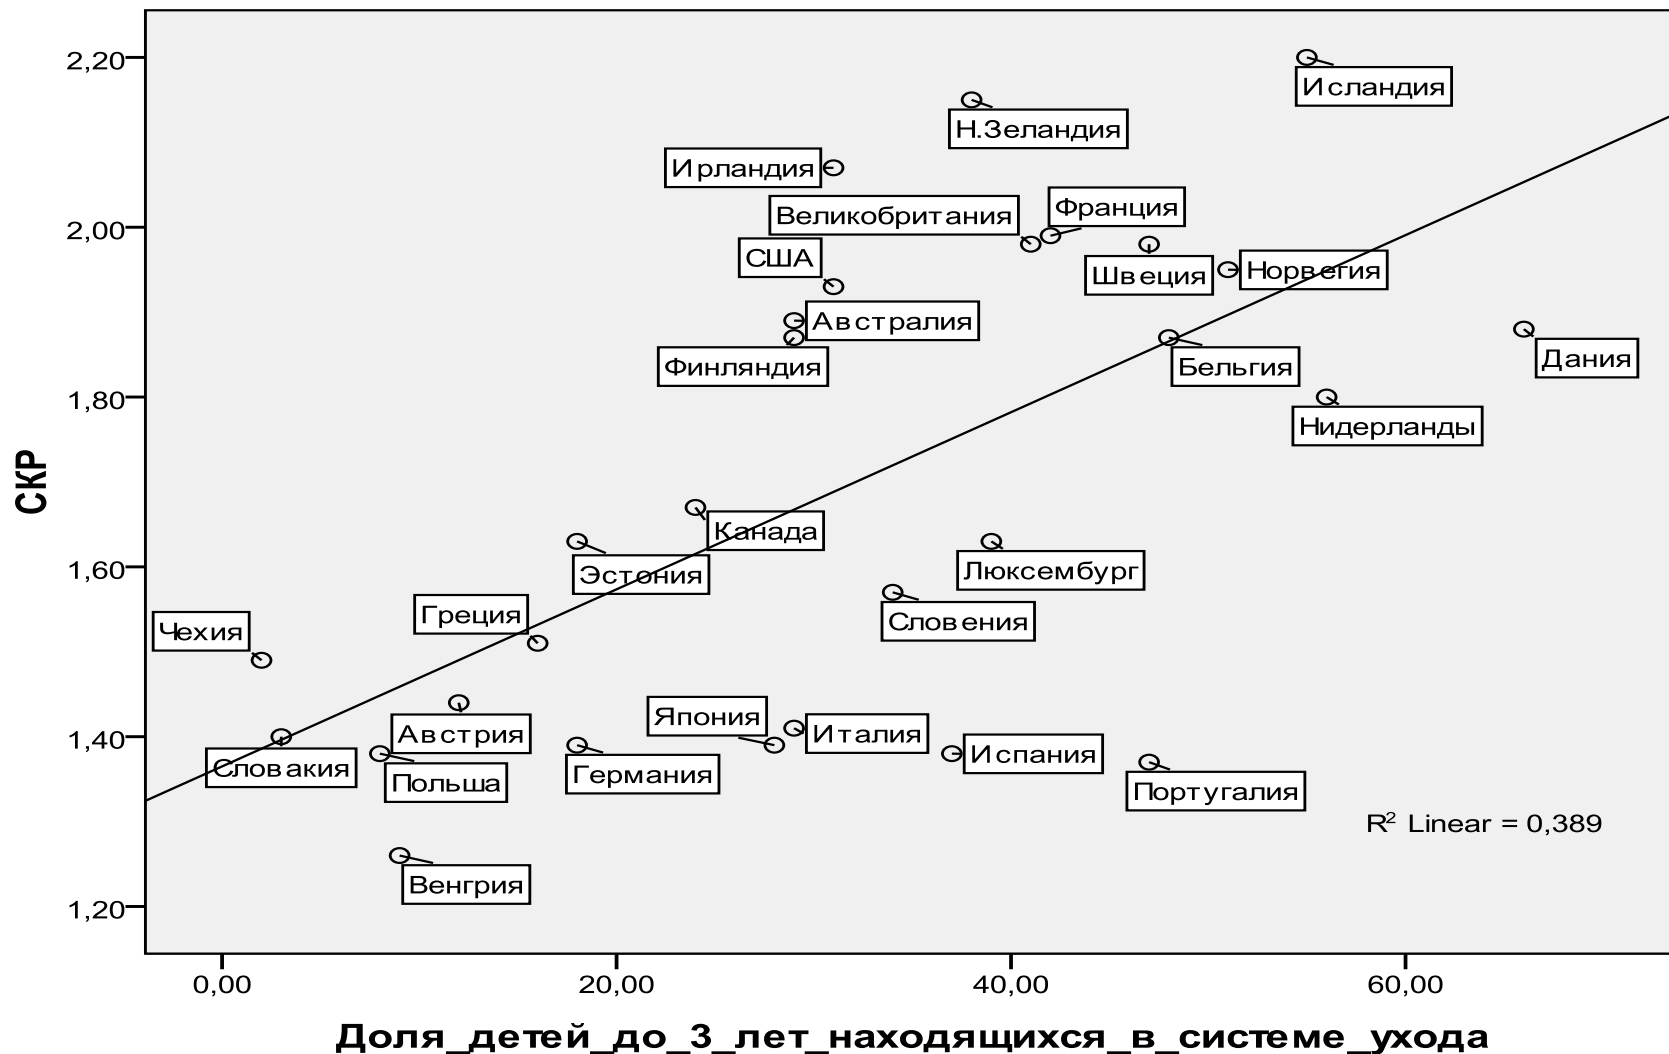 2,20
Исландия
Н.Зеландия
Ирландия
Франция
Великобритания
2,00
США
Швеция
Норвегия
Австралия
Финляндия
Бельгия
Дания
1,80
Нидерланды
СКР
Канада
1,60
Эстония
Люксембург
Греция
Словения
Чехия
1,40
Япония
Австрия
Италия
Испания
Словакия
Польша
Германия
Португалия
R² Linear = 0,389
Венгрия
1,20
0,00 20,00 40,00 60,00
Доля_детей_до_3_лет_находящихся_в_системе_ухода